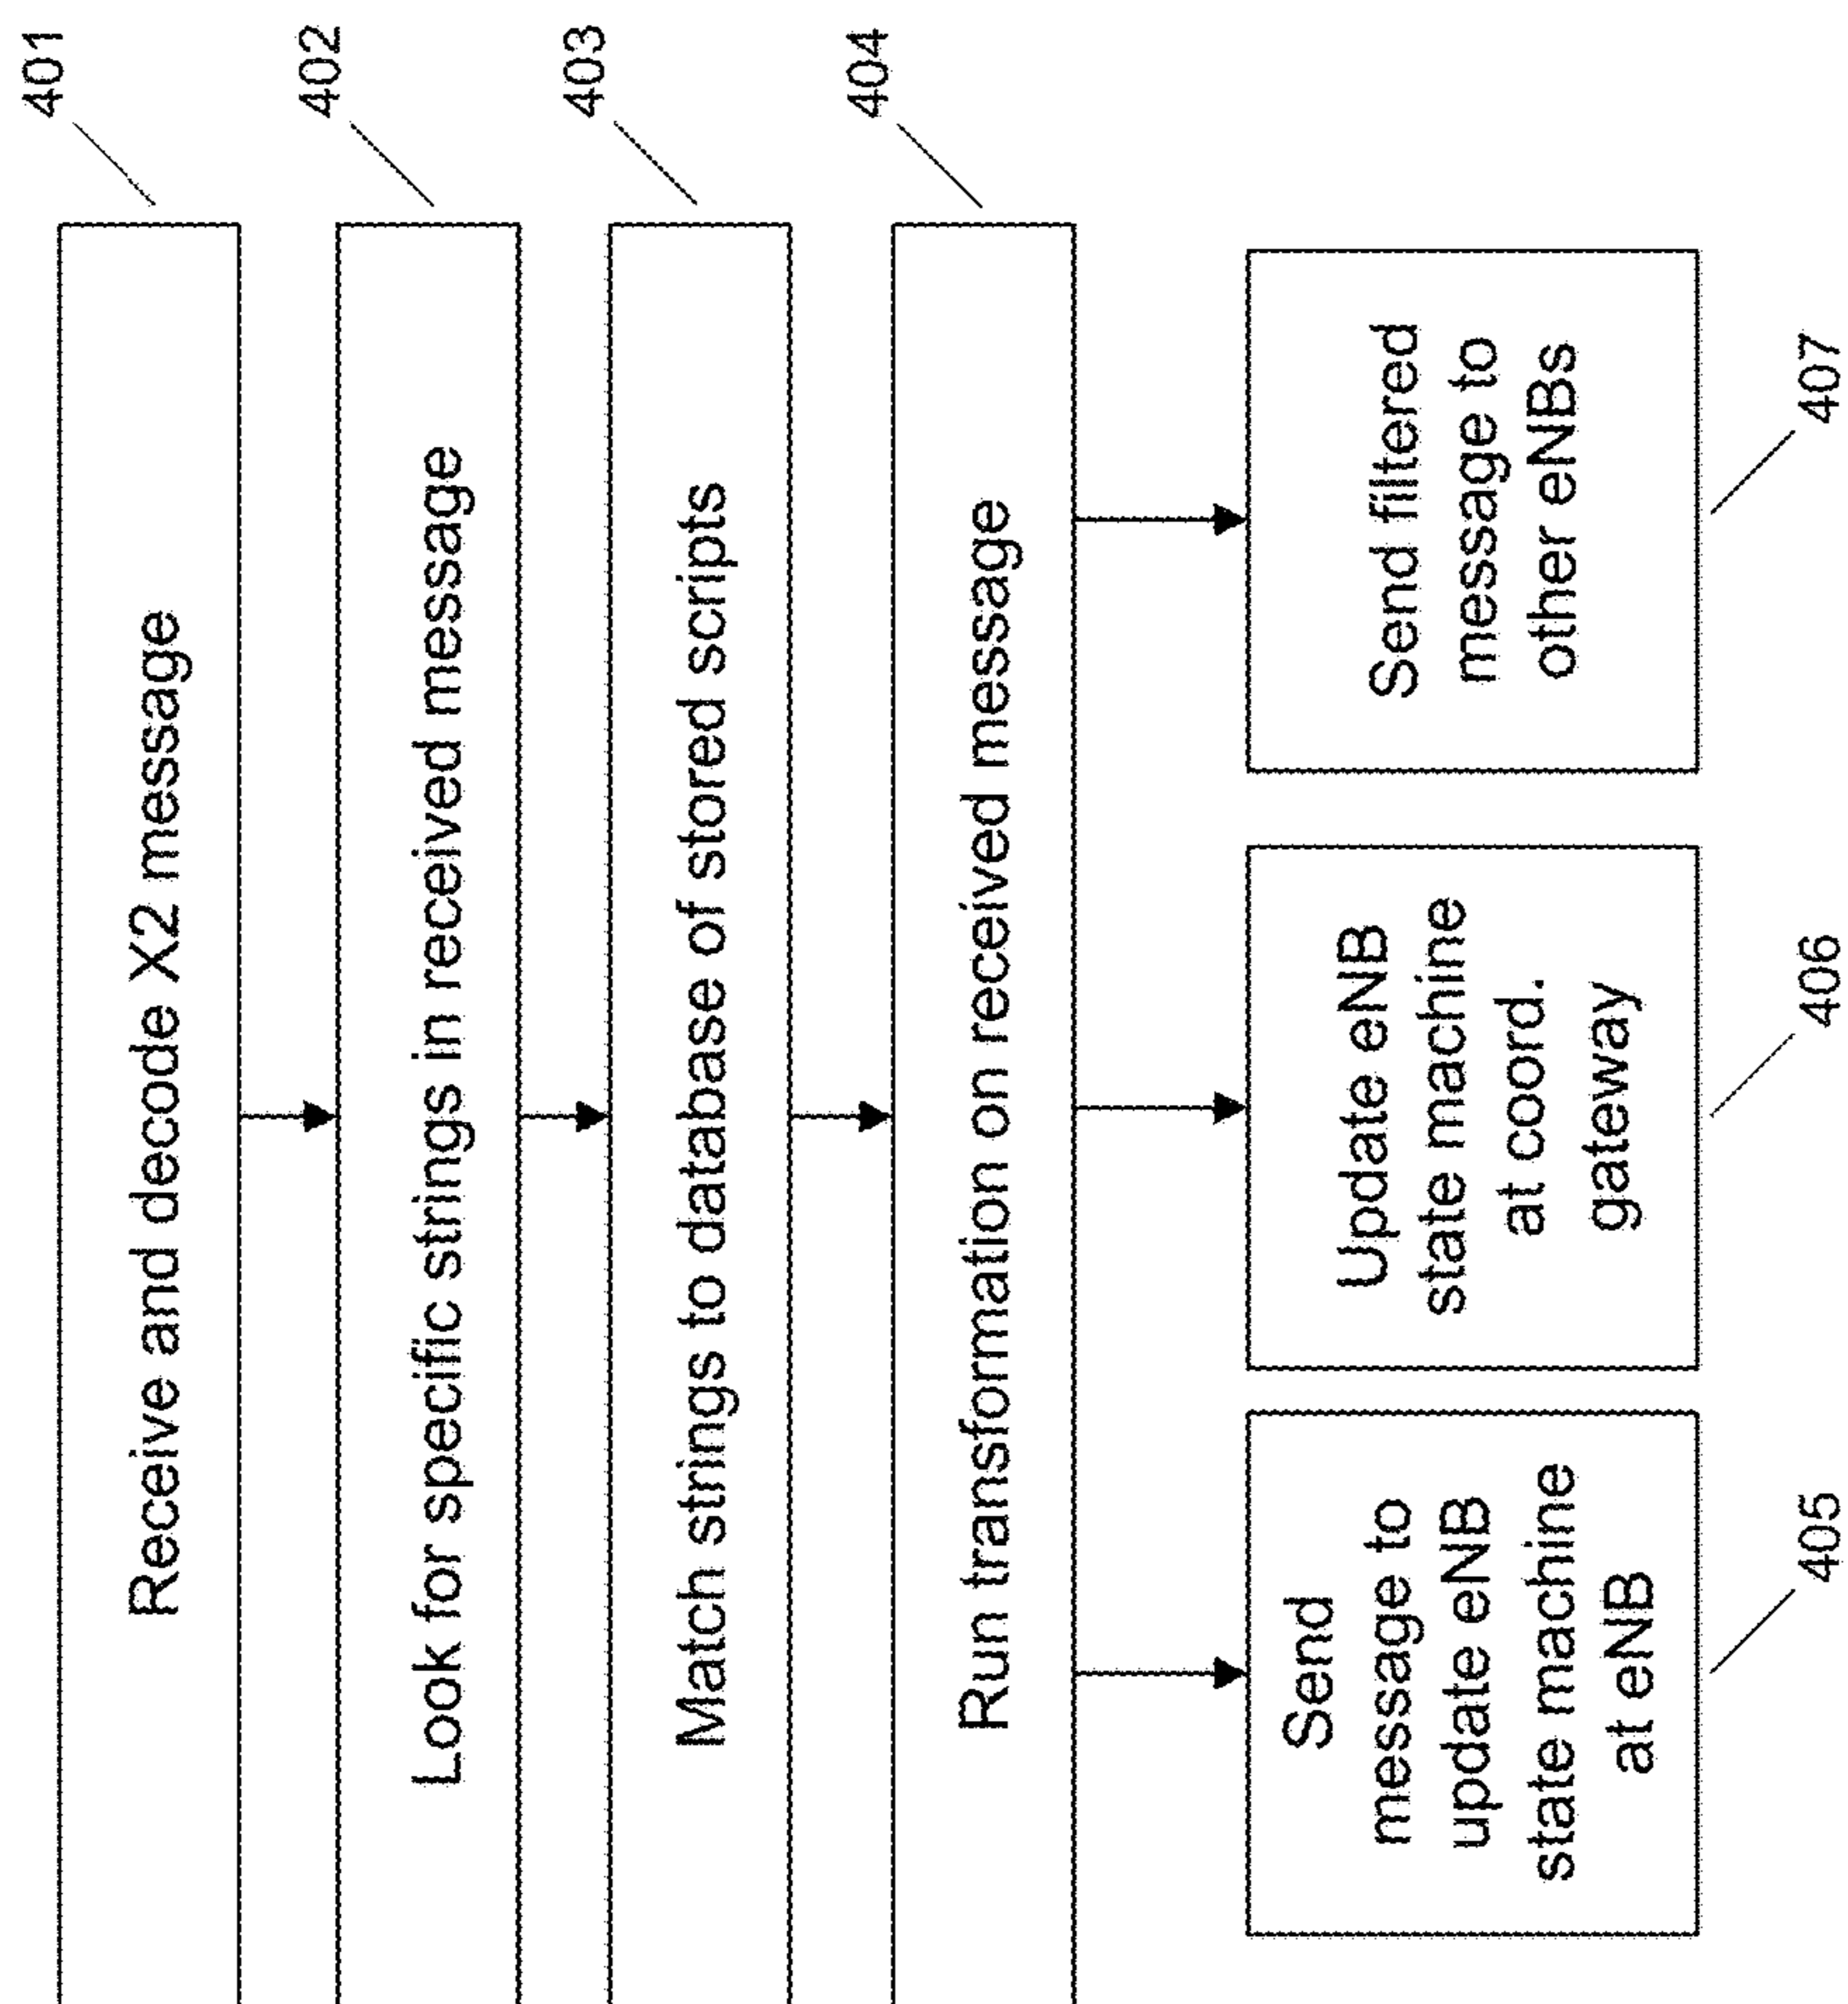 Receive and decode X2 message
401
Look for specific strings in received message
402
Match strings to database of stored scripts
403
Run transformation on received message
404
Send
message to
update eNB
state machine
at eNB
405
Update eNB
state machine
at coord.
gateway
406
Send filtered
message to
other eNBs
407